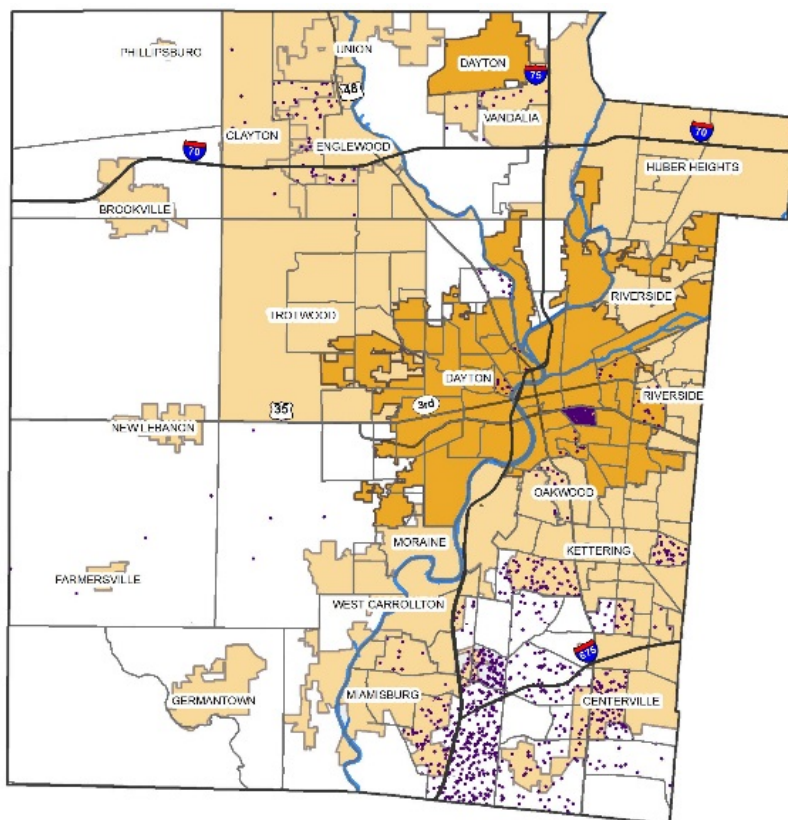 PHILLIPSBURG
UNION
DAYTON
75
48
VANDALIA
CLAYTON
ENGLEWOOD
70
70
HUBER HEIGHTS
BROOKVILLE
RIVERSIDE
TROTWOOD
DAYTON
RIVERSIDE
35
3rd
NEW LEBANON
OAKWOOD
MORAINE
KETTERING
FARMERSVILLE
WEST CARROLLTON
675
GERMANTOWN
MIAMISBURG
CENTERVILLE